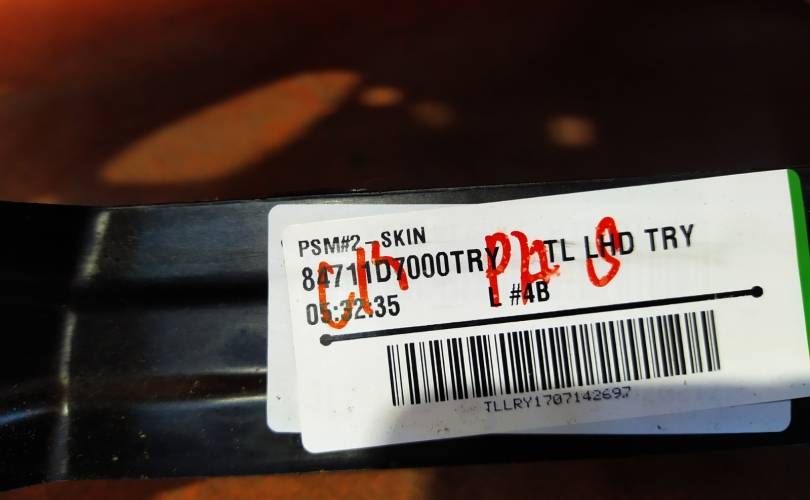 PSM#2 - SKIN
84711D7000TRY TL LHD TRY
05:32:35 L #4B
TLLRY1707142697